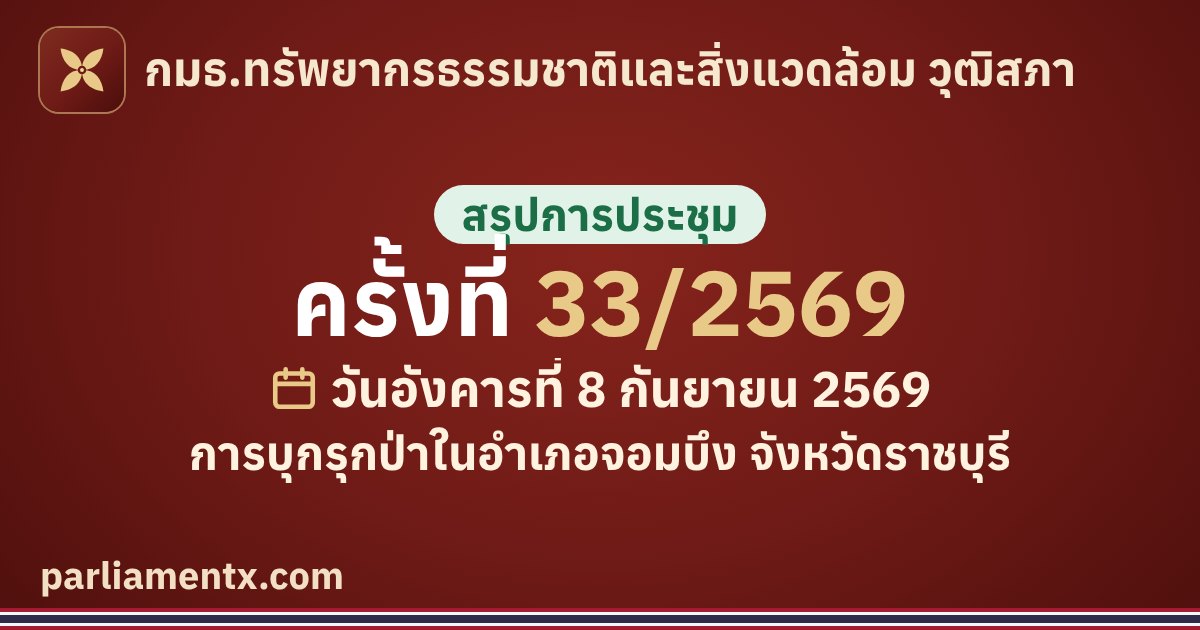 กมธ.ทรัพยากรธรรมชาติและสิ่งแวดล้อม วุฒิสภา
สรุปการประชุม
ครั้งที่ 33/2569
วันอังคารที่ 8 กันยายน 2569
การบุกรุกป่าในอำเภอจอมบึง จังหวัดราชบุรี
parliamentx.com